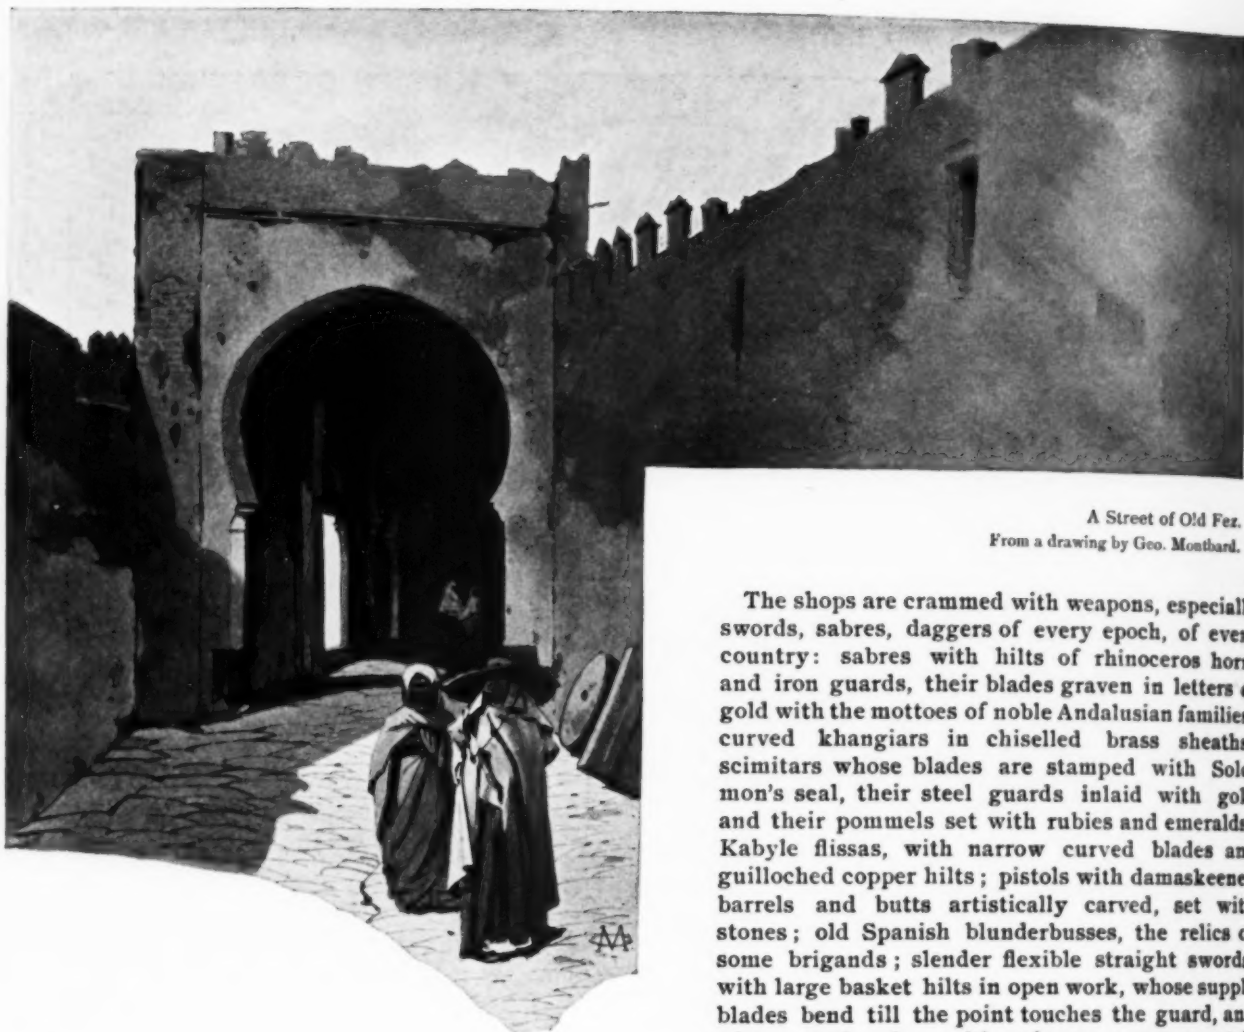 A Street of Old Fez.
From a drawing by Geo. Montbard.
The shops are crammed with weapons, especiall
swords, sabres, daggers of every epoch, of ever
country: sabres with hilts of rhinoceros horn
and iron guards, their blades graven in letters
gold with the mottoes of noble Andalusian families
curved khangiars in chiselled brass sheaths
scimitars whose blades are stamped with Solo
mon's seal, their steel guards inlaid with gol
and their pommels set with rubies and emeralds
Kabyle flissas, with narrow curved blades an
guilloched copper hilts; pistols with damaskeene
barrels and butts artistically carved, set wit
stones; old Spanish blunderbusses, the relics o
some brigands; slender flexible straight swords
with large basket hilts in open work, whose suppl
blades bend till the point touches the guard, an